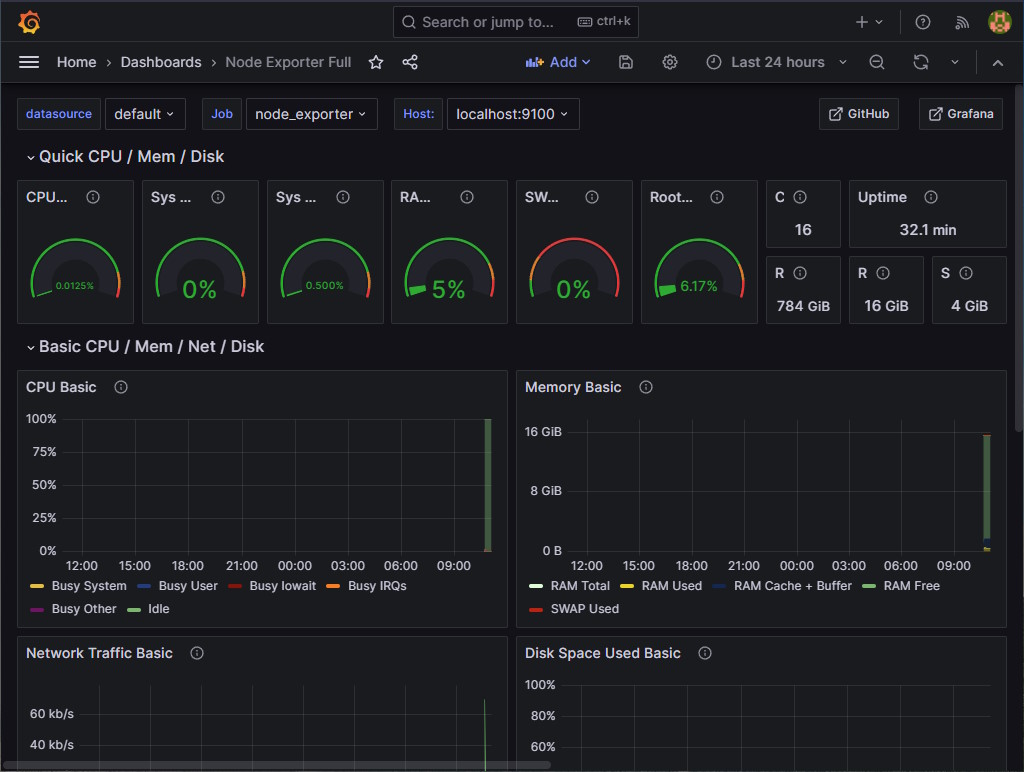 Search or jump to... ctrl+k
Home › Dashboards › Node Exporter Full Add Last 24 hours
datasource default Job node_exporter Host: localhost:9100 GitHub Grafana
Quick CPU / Mem / Disk
CPU... Sys ... Sys ... RA... SW... Root... C Uptime
16 32.1 min
0.0125% 0% 0.500% 5% 0% 6.17%
R R S
784 GiB 16 GiB 4 GiB
Basic CPU / Mem / Net / Disk
CPU Basic
100%
75%
50%
25%
0%
12:00 15:00 18:00 21:00 00:00 03:00 06:00 09:00
Busy System Busy User Busy Iowait Busy IRQs
Busy Other Idle
Memory Basic
16 GiB
8 GiB
0 B
12:00 15:00 18:00 21:00 00:00 03:00 06:00 09:00
RAM Total RAM Used RAM Cache + Buffer RAM Free
SWAP Used
Network Traffic Basic
60 kb/s
40 kb/s
Disk Space Used Basic
100%
80%
60%